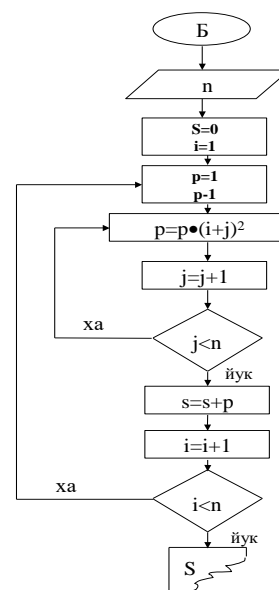 Б
n
S=0
i=1
p=1
p-1
p=p•(i+j)²
j=j+1
ха
j<n
йук
s=s+p
i=i+1
ха
i<n
йук
S